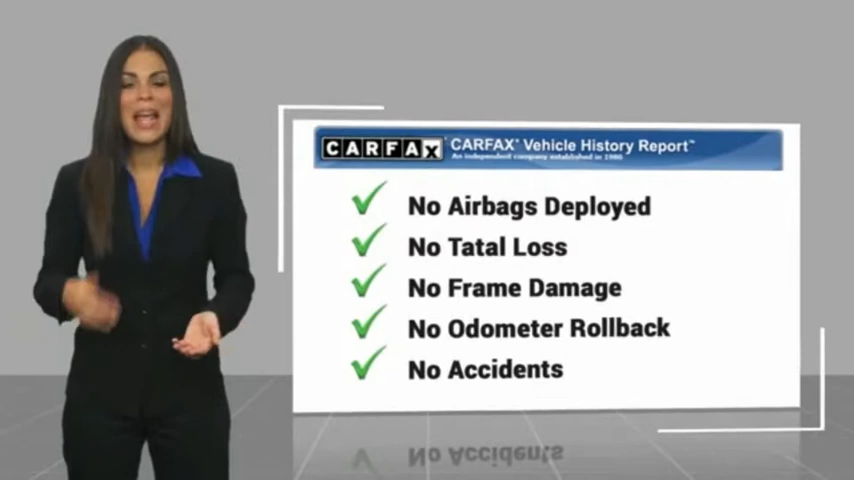 CARFAX CARFAX® Vehicle History Report™
An independent company established in 1986
No Airbags Deployed
No Tatal Loss
No Frame Damage
No Odometer Rollback
No Accidents
No Accidents